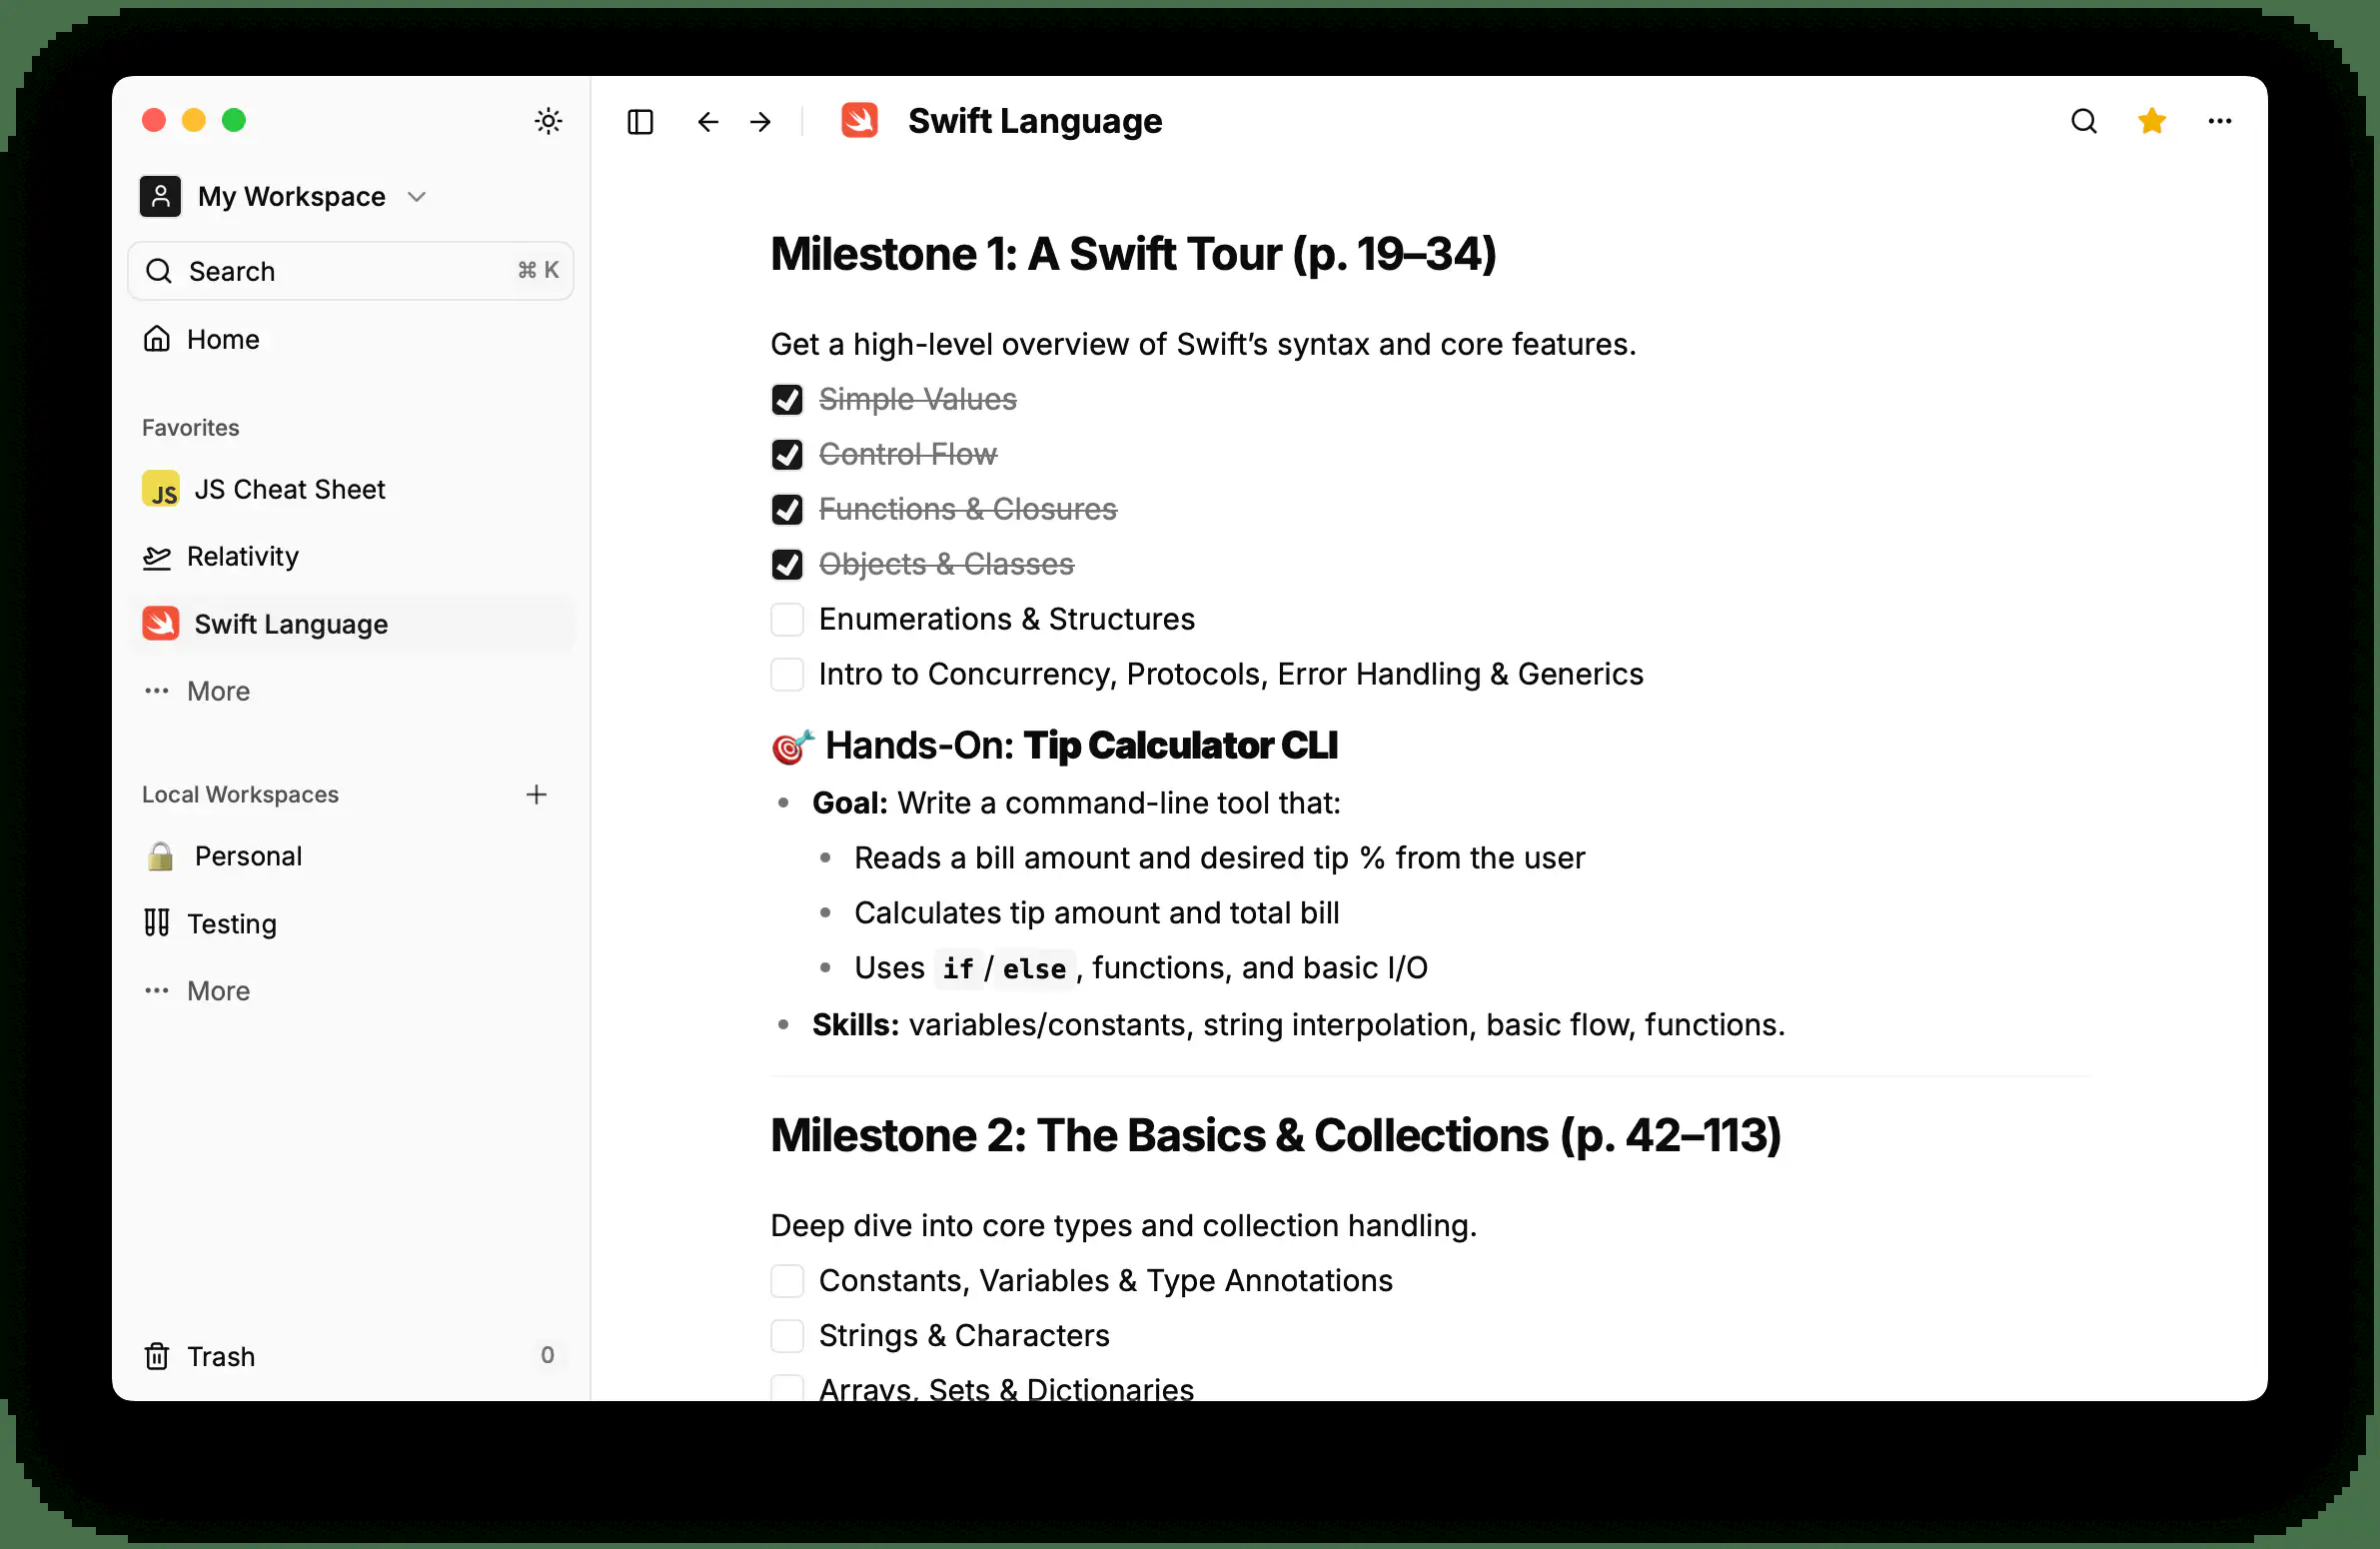 My Workspace
Search ⌘ K
Home
Favorites
JS JS Cheat Sheet
Relativity
Swift Language
More
Local Workspaces
Personal
Testing
More
Trash 0
Swift Language
Milestone 1: A Swift Tour (p. 19–34)
Get a high-level overview of Swift’s syntax and core features.
Simple Values
Control Flow
Functions & Closures
Objects & Classes
Enumerations & Structures
Intro to Concurrency, Protocols, Error Handling & Generics
🎯 Hands-On: Tip Calculator CLI
Goal: Write a command-line tool that:
Reads a bill amount and desired tip % from the user
Calculates tip amount and total bill
Uses if/else, functions, and basic I/O
Skills: variables/constants, string interpolation, basic flow, functions.
Milestone 2: The Basics & Collections (p. 42–113)
Deep dive into core types and collection handling.
Constants, Variables & Type Annotations
Strings & Characters
Arrays, Sets & Dictionaries